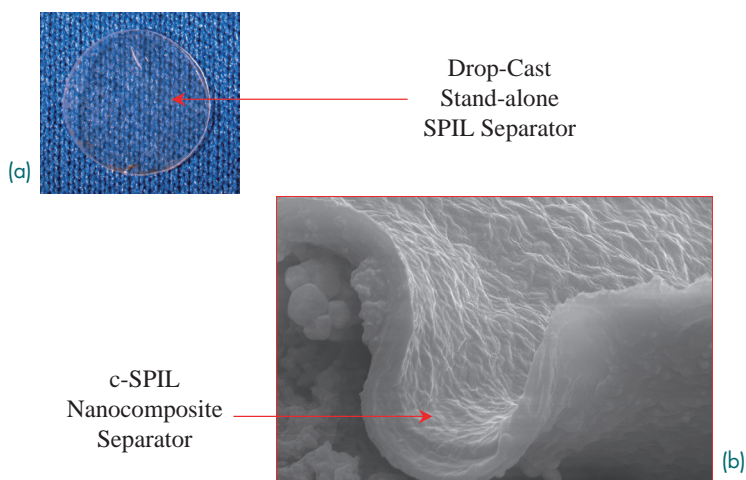 Drop-Cast
Stand-alone
SPIL Separator
(a)
c-SPIL
Nanocomposite
Separator
(b)